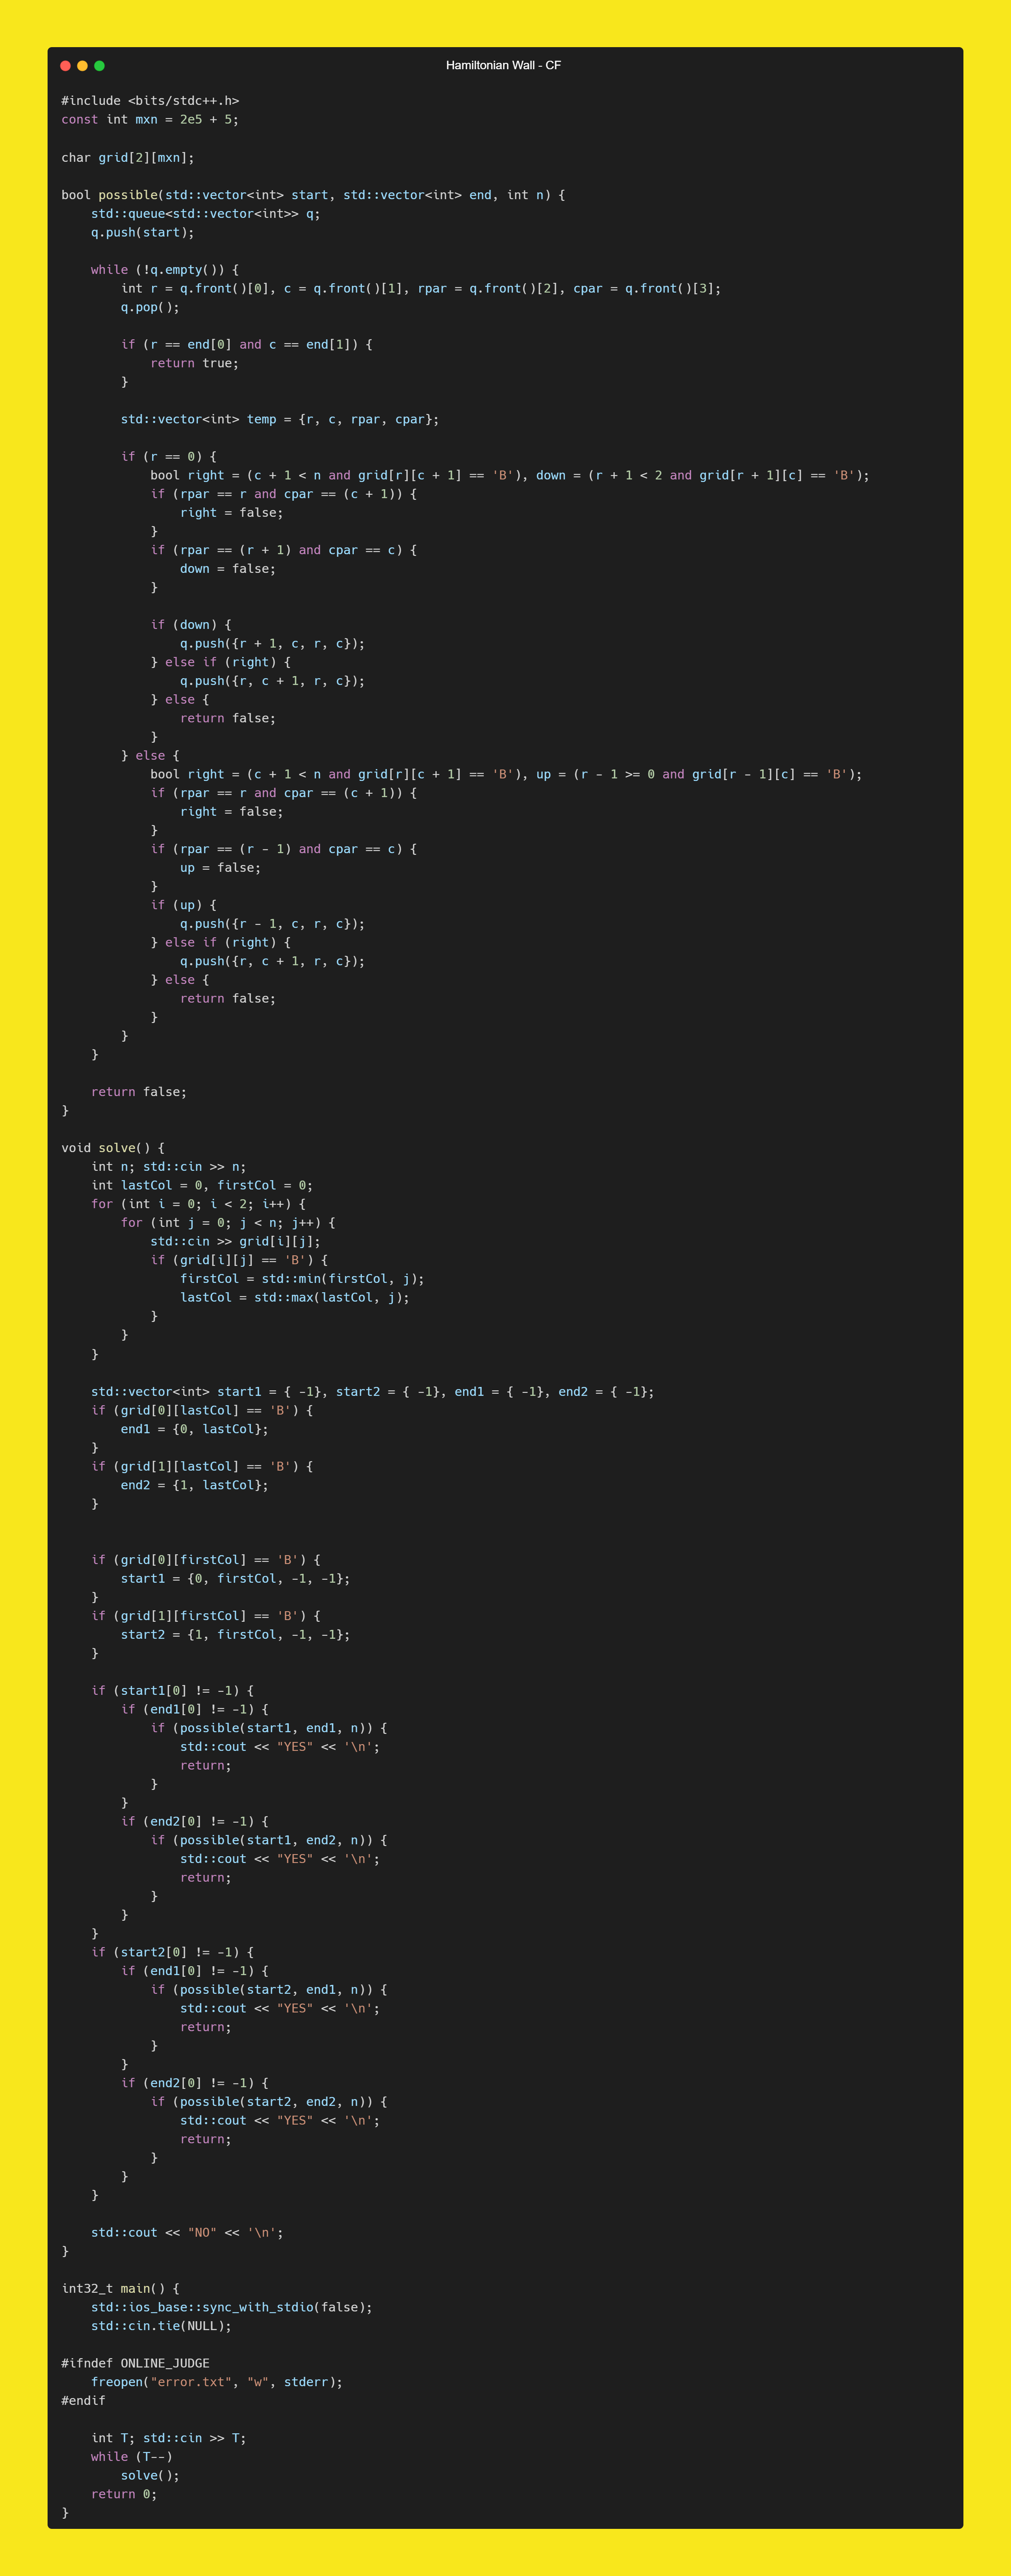 Hamiltonian Wall - CF
#include <bits/stdc++.h>
const int mxn = 2e5 + 5;

char grid[2][mxn];

bool possible(std::vector<int> start, std::vector<int> end, int n) {
    std::queue<std::vector<int>> q;
    q.push(start);

    while (!q.empty()) {
        int r = q.front()[0], c = q.front()[1], rpar = q.front()[2], cpar = q.front()[3];
        q.pop();

        if (r == end[0] and c == end[1]) {
            return true;
        }

        std::vector<int> temp = {r, c, rpar, cpar};

        if (r == 0) {
            bool right = (c + 1 < n and grid[r][c + 1] == 'B'), down = (r + 1 < 2 and grid[r + 1][c] == 'B');
            if (rpar == r and cpar == (c + 1)) {
                right = false;
            }
            if (rpar == (r + 1) and cpar == c) {
                down = false;
            }

            if (down) {
                q.push({r + 1, c, r, c});
            } else if (right) {
                q.push({r, c + 1, r, c});
            } else {
                return false;
            }
        } else {
            bool right = (c + 1 < n and grid[r][c + 1] == 'B'), up = (r - 1 >= 0 and grid[r - 1][c] == 'B');
            if (rpar == r and cpar == (c + 1)) {
                right = false;
            }
            if (rpar == (r - 1) and cpar == c) {
                up = false;
            }
            if (up) {
                q.push({r - 1, c, r, c});
            } else if (right) {
                q.push({r, c + 1, r, c});
            } else {
                return false;
            }
        }
    }

    return false;
}

void solve() {
    int n; std::cin >> n;
    int lastCol = 0, firstCol = 0;
    for (int i = 0; i < 2; i++) {
        for (int j = 0; j < n; j++) {
            std::cin >> grid[i][j];
            if (grid[i][j] == 'B') {
                firstCol = std::min(firstCol, j);
                lastCol = std::max(lastCol, j);
            }
        }
    }

    std::vector<int> start1 = { -1}, start2 = { -1}, end1 = { -1}, end2 = { -1};
    if (grid[0][lastCol] == 'B') {
        end1 = {0, lastCol};
    }
    if (grid[1][lastCol] == 'B') {
        end2 = {1, lastCol};
    }


    if (grid[0][firstCol] == 'B') {
        start1 = {0, firstCol, -1, -1};
    }
    if (grid[1][firstCol] == 'B') {
        start2 = {1, firstCol, -1, -1};
    }

    if (start1[0] != -1) {
        if (end1[0] != -1) {
            if (possible(start1, end1, n)) {
                std::cout << "YES" << '\n';
                return;
            }
        }
        if (end2[0] != -1) {
            if (possible(start1, end2, n)) {
                std::cout << "YES" << '\n';
                return;
            }
        }
    }
    if (start2[0] != -1) {
        if (end1[0] != -1) {
            if (possible(start2, end1, n)) {
                std::cout << "YES" << '\n';
                return;
            }
        }
        if (end2[0] != -1) {
            if (possible(start2, end2, n)) {
                std::cout << "YES" << '\n';
                return;
            }
        }
    }

    std::cout << "NO" << '\n';
}

int32_t main() {
    std::ios_base::sync_with_stdio(false);
    std::cin.tie(NULL);

#ifndef ONLINE_JUDGE
    freopen("error.txt", "w", stderr);
#endif

    int T; std::cin >> T;
    while (T--)
        solve();
    return 0;
}